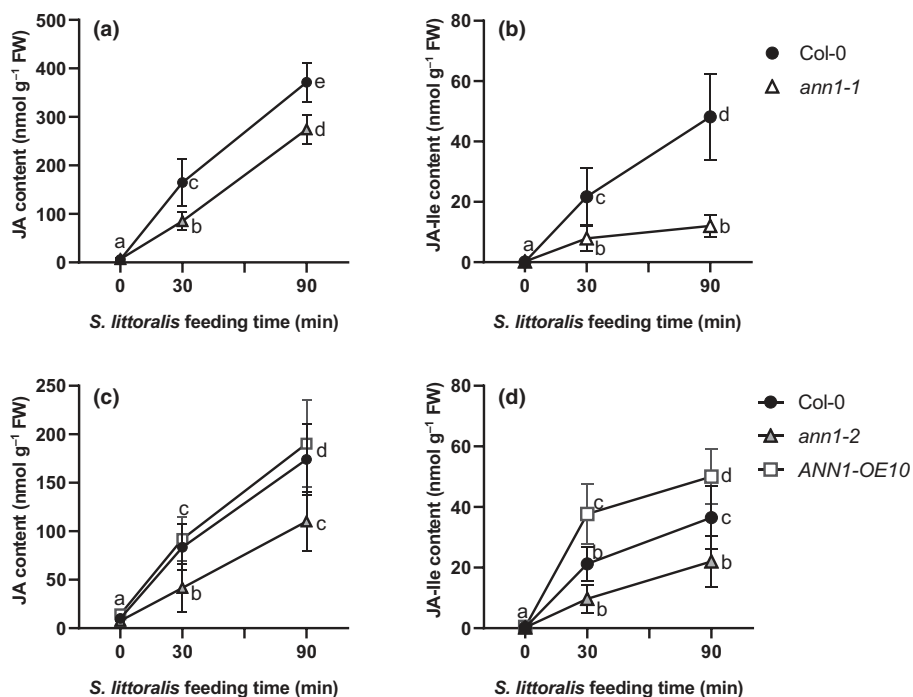 (a)
JA content (nmol g⁻¹ FW)
500
400
300
200
100
0
a
c
b
e
d
0 30 90
S. littoralis feeding time (min)
(b)
JA-Ile content (nmol g⁻¹ FW)
80
60
40
20
0
a
c
b
d
b
0 30 90
S. littoralis feeding time (min)
Col-0
ann1-1
(c)
JA content (nmol g⁻¹ FW)
250
200
150
100
50
0
a
c
b
d
c
0 30 90
S. littoralis feeding time (min)
(d)
JA-Ile content (nmol g⁻¹ FW)
80
60
40
20
0
a
c
b
b
d
c
b
0 30 90
S. littoralis feeding time (min)
Col-0
ann1-2
ANN1-OE10